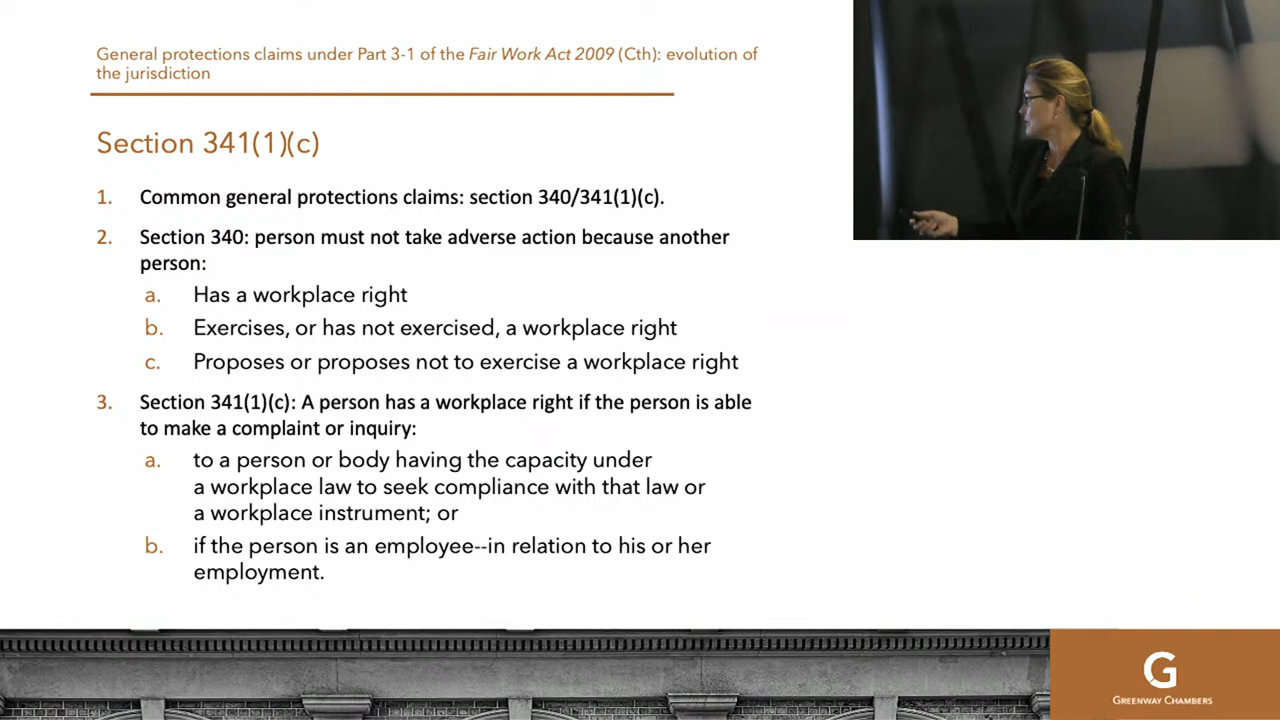 General protections claims under Part 3-1 of the Fair Work Act 2009 (Cth): evolution of
the jurisdiction
Section 341(1)(c)
1. Common general protections claims: section 340/341(1)(c).
2. Section 340: person must not take adverse action because another
person:
a. Has a workplace right
b. Exercises, or has not exercised, a workplace right
c. Proposes or proposes not to exercise a workplace right
3. Section 341(1)(c): A person has a workplace right if the person is able
to make a complaint or inquiry:
a. to a person or body having the capacity under
a workplace law to seek compliance with that law or
a workplace instrument; or
b. if the person is an employee--in relation to his or her
employment.
G
GREENWAY CHAMBERS